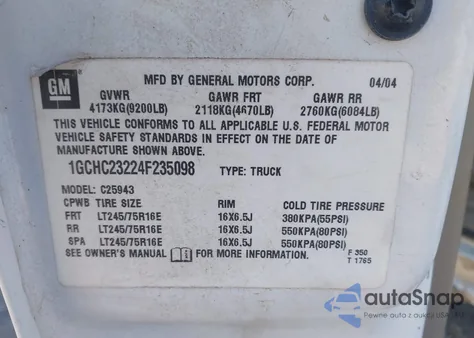 GM
MFD BY GENERAL MOTORS CORP. 04/04
GVWR GAWR FRT GAWR RR
4173KG(9200LB) 2118KG(4670LB) 2760KG(6084LB)
THIS VEHICLE CONFORMS TO ALL APPLICABLE U.S. FEDERAL MOTOR
VEHICLE SAFETY STANDARDS IN EFFECT ON THE DATE OF
MANUFACTURE SHOWN ABOVE.
1GCHC23224F235098 TYPE: TRUCK
MODEL: C25943
CPWB TIRE SIZE RIM COLD TIRE PRESSURE
FRT LT245/75R16E 16X6.5J 380KPA(55PSI)
RR LT245/75R16E 16X6.5J 550KPA(80PSI)
SPA LT245/75R16E 16X6.5J 550KPA(80PSI)
SEE OWNER'S MANUAL FOR MORE INFORMATION. F 350
T 1765
autoSnap
Pewne auto z aukcji USA